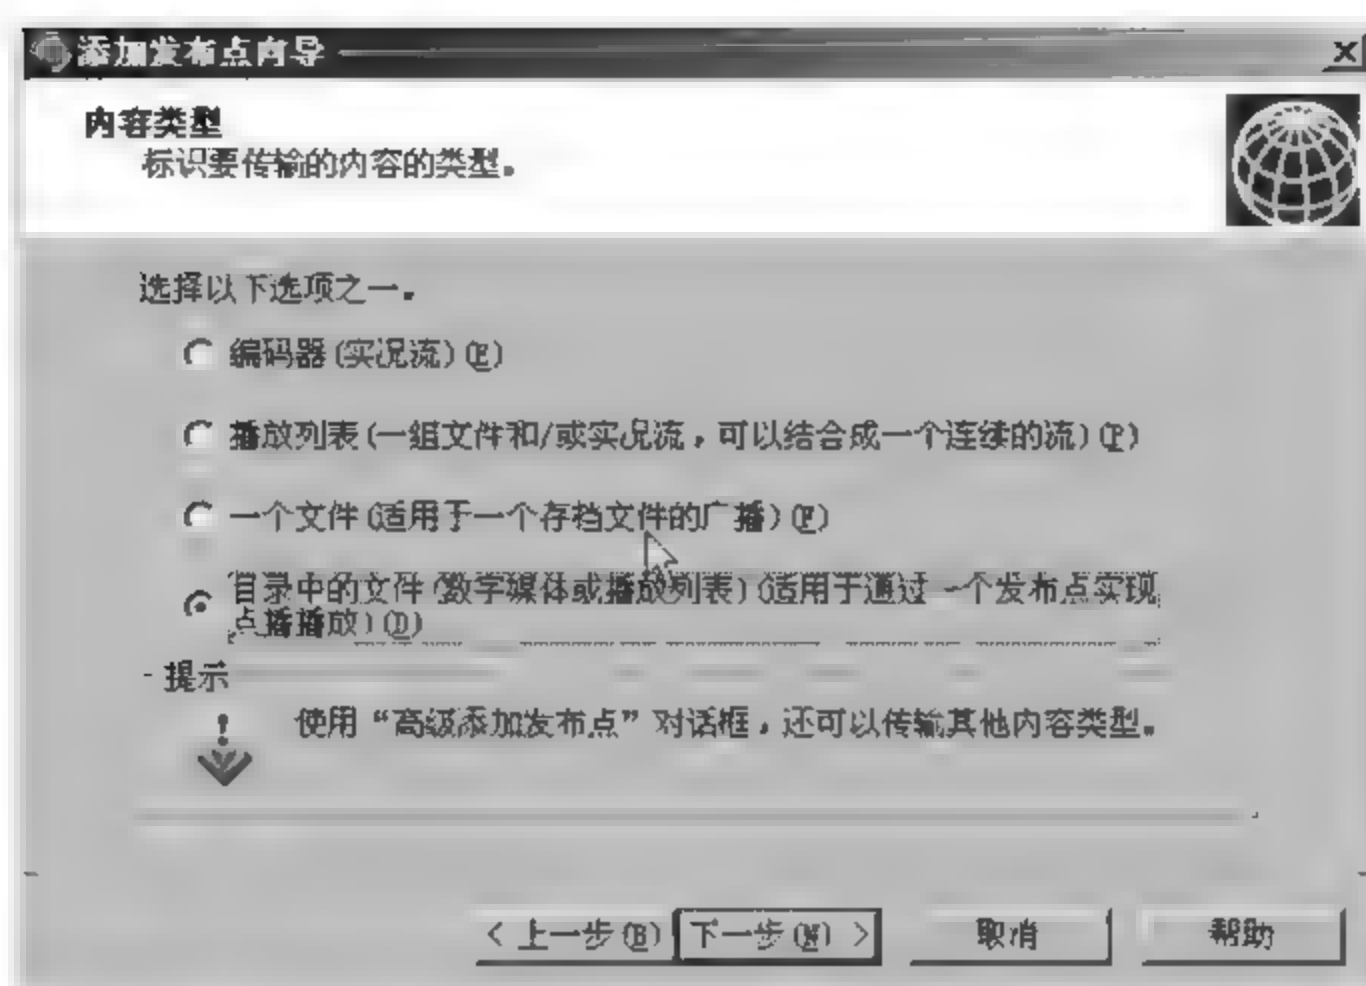 添加发布点向导
内容类型
标识要传输的内容的类型。
选择以下选项之一。
编码器(实况流)(E)
播放列表(一组文件和/或实况流,可以结合成一个连续的流)(P)
一个文件(适用于一个存档文件的广播)(F)
目录中的文件(数字媒体或播放列表)(适用于通过一个发布点实现
点播播放)(D)
提示
使用“高级添加发布点”对话框,还可以传输其他内容类型。
< 上一步(B) 下一步(N) > 取消 帮助